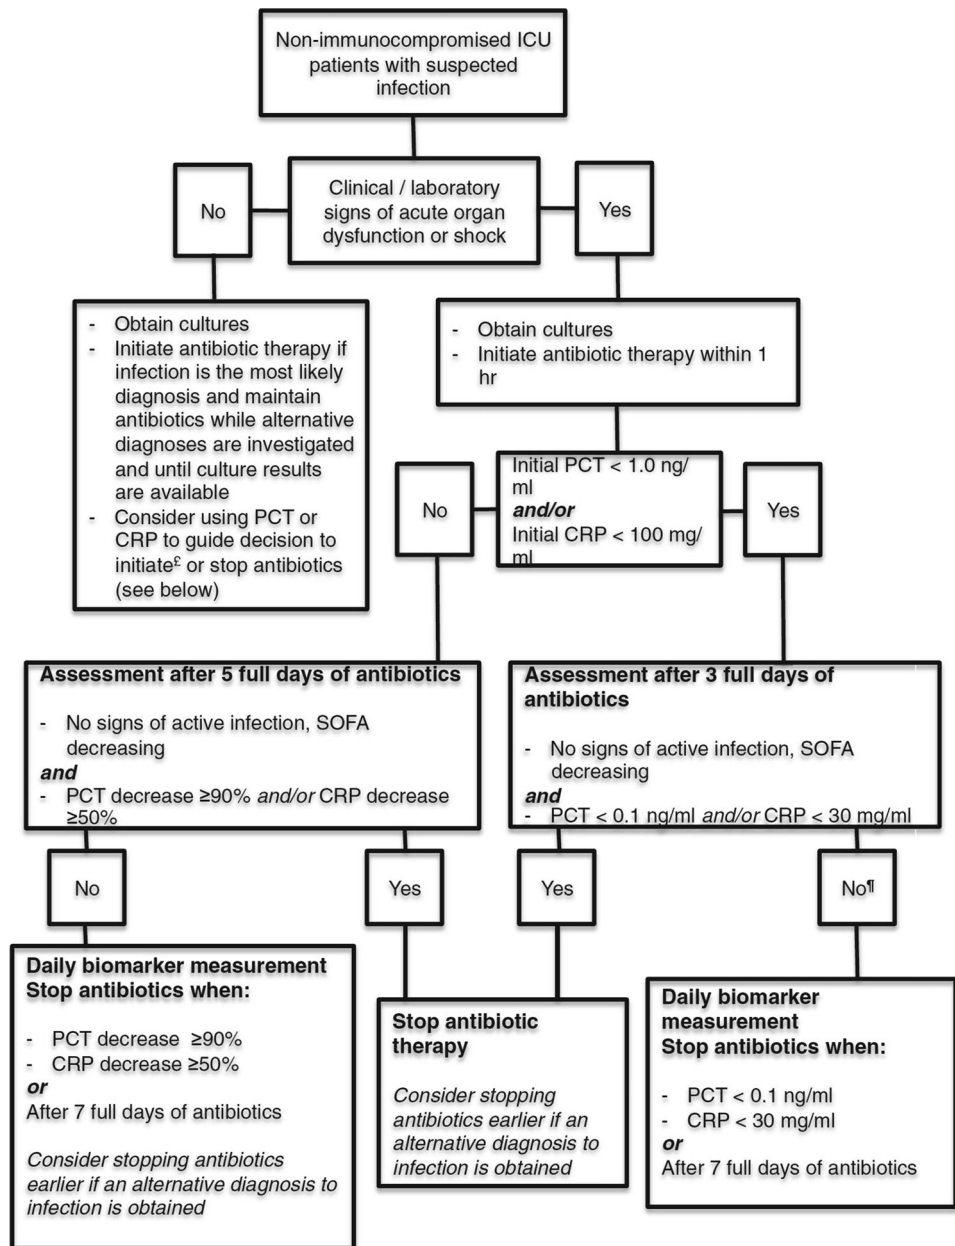 Non-immunocompromised ICU
patients with suspected
infection
Clinical / laboratory
signs of acute organ
dysfunction or shock
No
Yes
- Obtain cultures
- Initiate antibiotic therapy if
infection is the most likely
diagnosis and maintain
antibiotics while alternative
diagnoses are investigated
and until culture results
are available
- Consider using PCT or
CRP to guide decision to
initiate£ or stop antibiotics
(see below)
- Obtain cultures
- Initiate antibiotic therapy within 1
hr
No
Initial PCT < 1.0 ng/
ml
and/or
Initial CRP < 100 mg/
ml
Yes
Assessment after 5 full days of antibiotics
- No signs of active infection, SOFA
decreasing
and
- PCT decrease ≥90% and/or CRP decrease
≥50%
Assessment after 3 full days of
antibiotics
- No signs of active infection, SOFA
decreasing
and
- PCT < 0.1 ng/ml and/or CRP < 30 mg/ml
No
Yes
Yes
No¶
Daily biomarker measurement
Stop antibiotics when:
- PCT decrease ≥90%
- CRP decrease ≥50%
or
After 7 full days of antibiotics
Consider stopping antibiotics
earlier if an alternative diagnosis to
infection is obtained
Stop antibiotic
therapy
Consider stopping
antibiotics earlier if an
alternative diagnosis to
infection is obtained
Daily biomarker
measurement
Stop antibiotics when:
- PCT < 0.1 ng/ml
- CRP < 30 mg/ml
or
After 7 full days of antibiotics